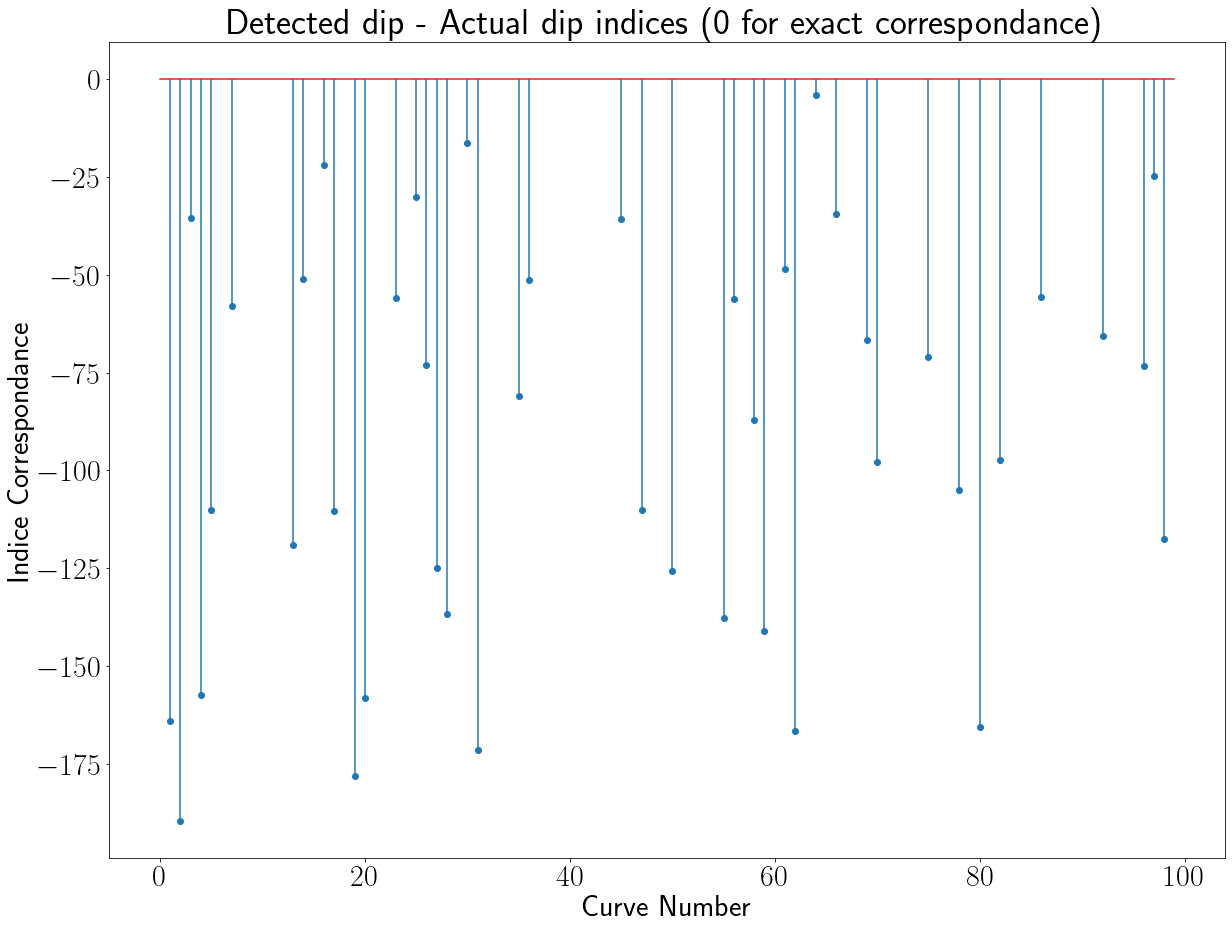 Detected dip - Actual dip indices (0 for exact correspondance)
0
−25
−50
−75
−100
−125
−150
−175
Indice Correspondance
0 20 40 60 80 100
Curve Number